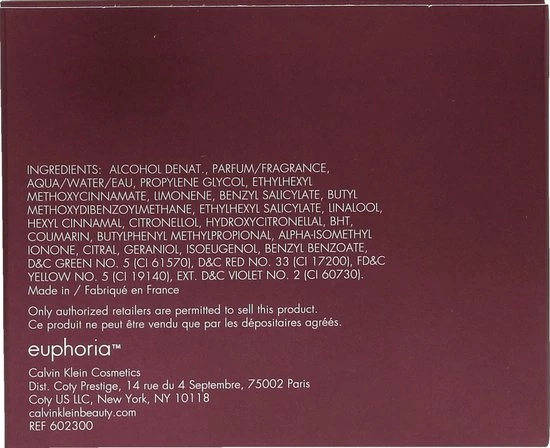 INGREDIENTS: ALCOHOL DENAT., PARFUM/FRAGRANCE,
AQUA/WATER/EAU, PROPYLENE GLYCOL, ETHYLHEXYL
METHOXYCINNAMATE, LIMONENE, BENZYL SALICYLATE, BUTYL
METHOXYDIBENZOYLMETHANE, ETHYLHEXYL SALICYLATE, LINALOOL,
HEXYL CINNAMAL, CITRONELLOL, HYDROXYCITRONELLAL, BHT,
COUMARIN, BUTYLPHENYL METHYLPROPIONAL, ALPHA-ISOMETHYL
IONONE, CITRAL, GERANIOL, ISOEUGENOL, BENZYL BENZOATE,
D&C GREEN NO. 5 (CI 61570), D&C RED NO. 33 (CI 17200), FD&C
YELLOW NO. 5 (CI 19140), EXT. D&C VIOLET NO. 2 (CI 60730).
Made in / Fabriqué en France
Only authorized retailers are permitted to sell this product.
Ce produit ne peut être vendu que par les dépositaires agréés.
euphoria™
Calvin Klein Cosmetics
Dist. Coty Prestige, 14 rue du 4 Septembre, 75002 Paris
Coty US LLC, New York, NY 10118
calvinkleinbeauty.com
REF 602300